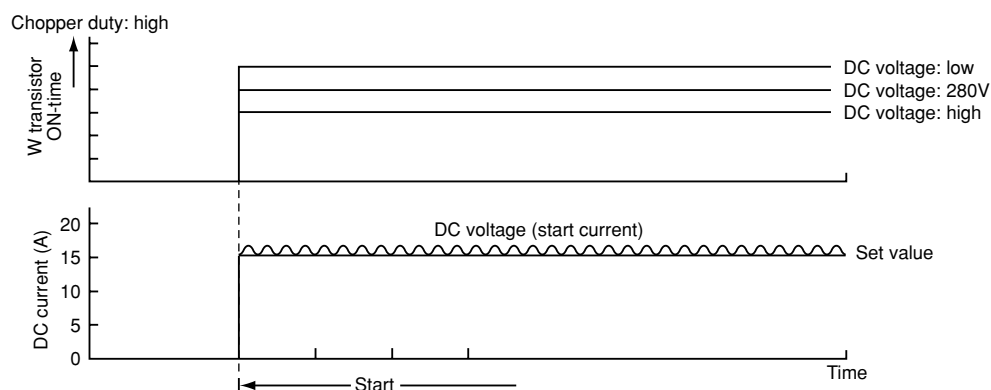 Chopper duty: high
W transistor
ON-time
DC voltage: low
DC voltage: 280V
DC voltage: high
DC current (A)
20
15
10
5
0
DC voltage (start current)
Set value
Time
Start